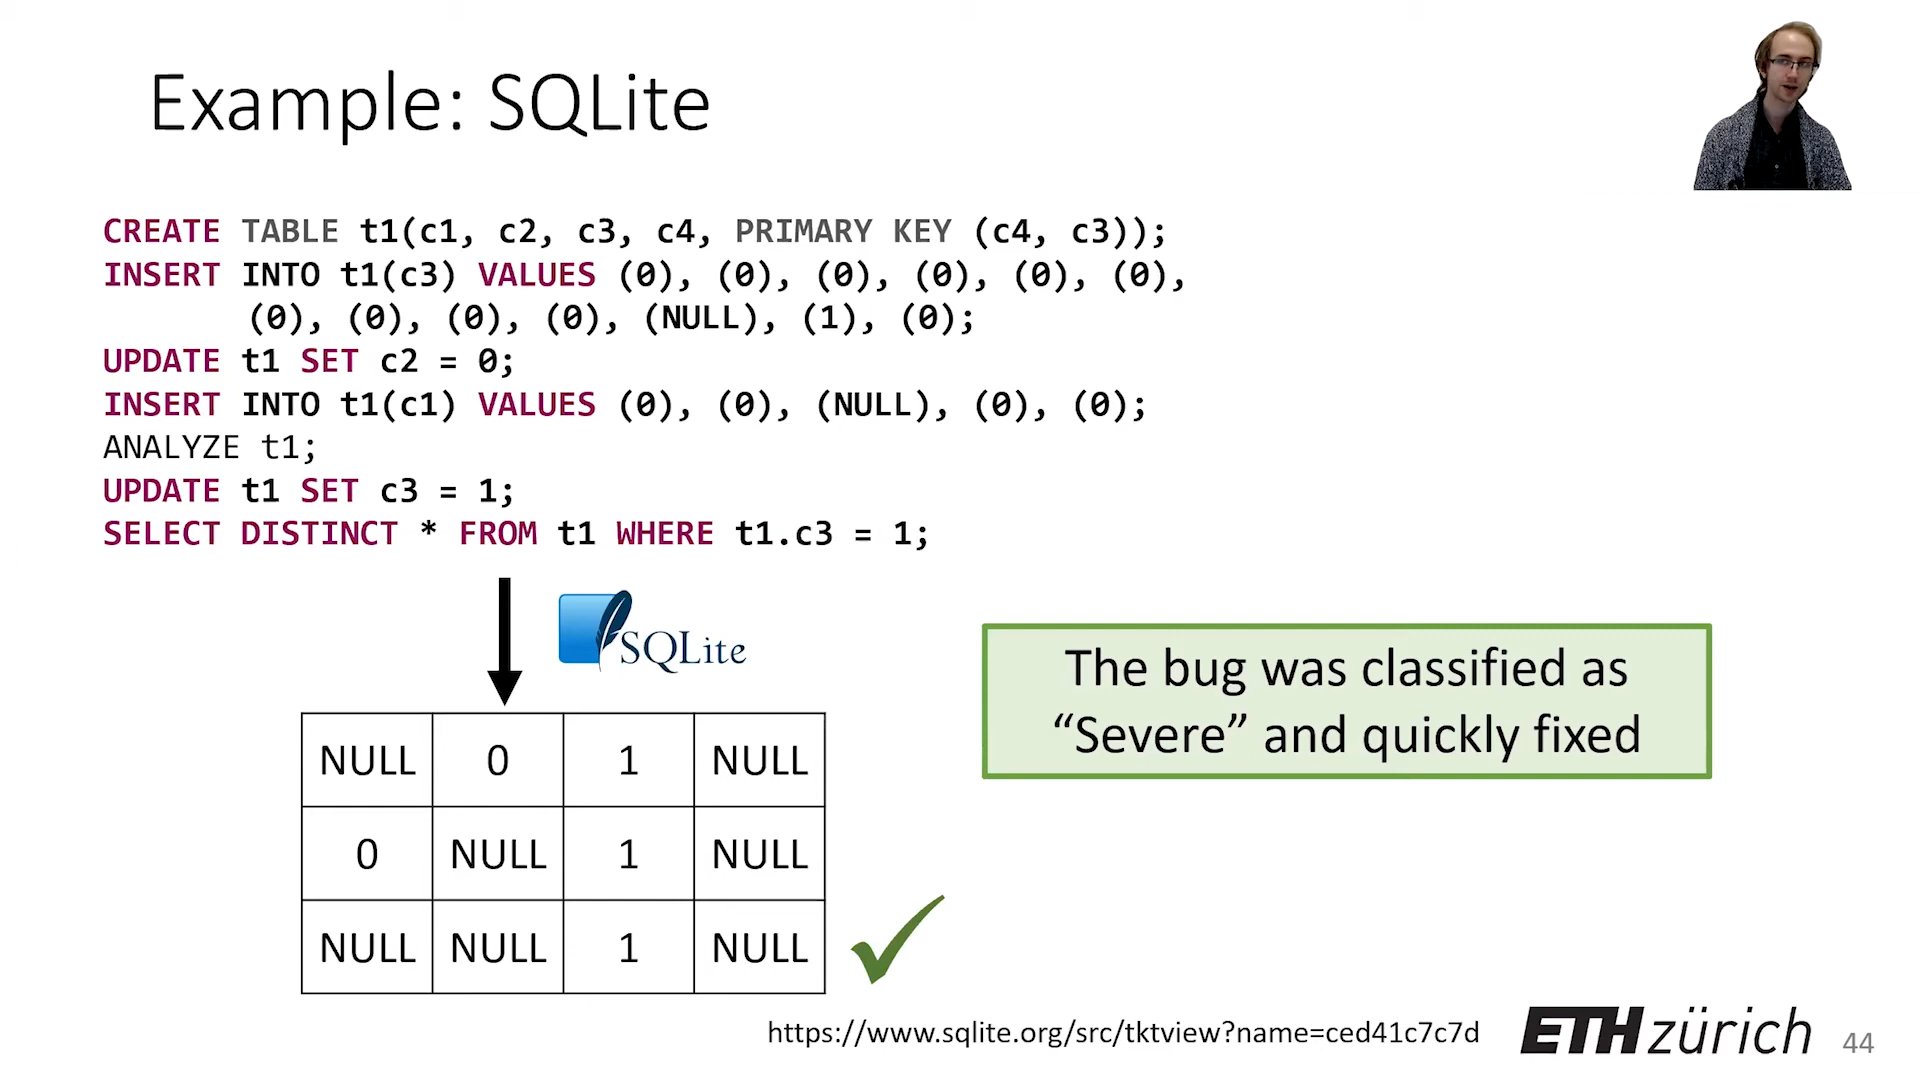 Example: SQLite
CREATE TABLE t1(c1, c2, c3, c4, PRIMARY KEY (c4, c3));
INSERT INTO t1(c3) VALUES (0), (0), (0), (0), (0), (0),
(0), (0), (0), (0), (NULL), (1), (0);
UPDATE t1 SET c2 = 0;
INSERT INTO t1(c1) VALUES (0), (0), (NULL), (0), (0);
ANALYZE t1;
UPDATE t1 SET c3 = 1;
SELECT DISTINCT * FROM t1 WHERE t1.c3 = 1;
SQLite
The bug was classified as
“Severe” and quickly fixed
NULL 0 1 NULL
0 NULL 1 NULL
NULL NULL 1 NULL
https://www.sqlite.org/src/tktview?name=ced41c7c7d
ETH zürich
44